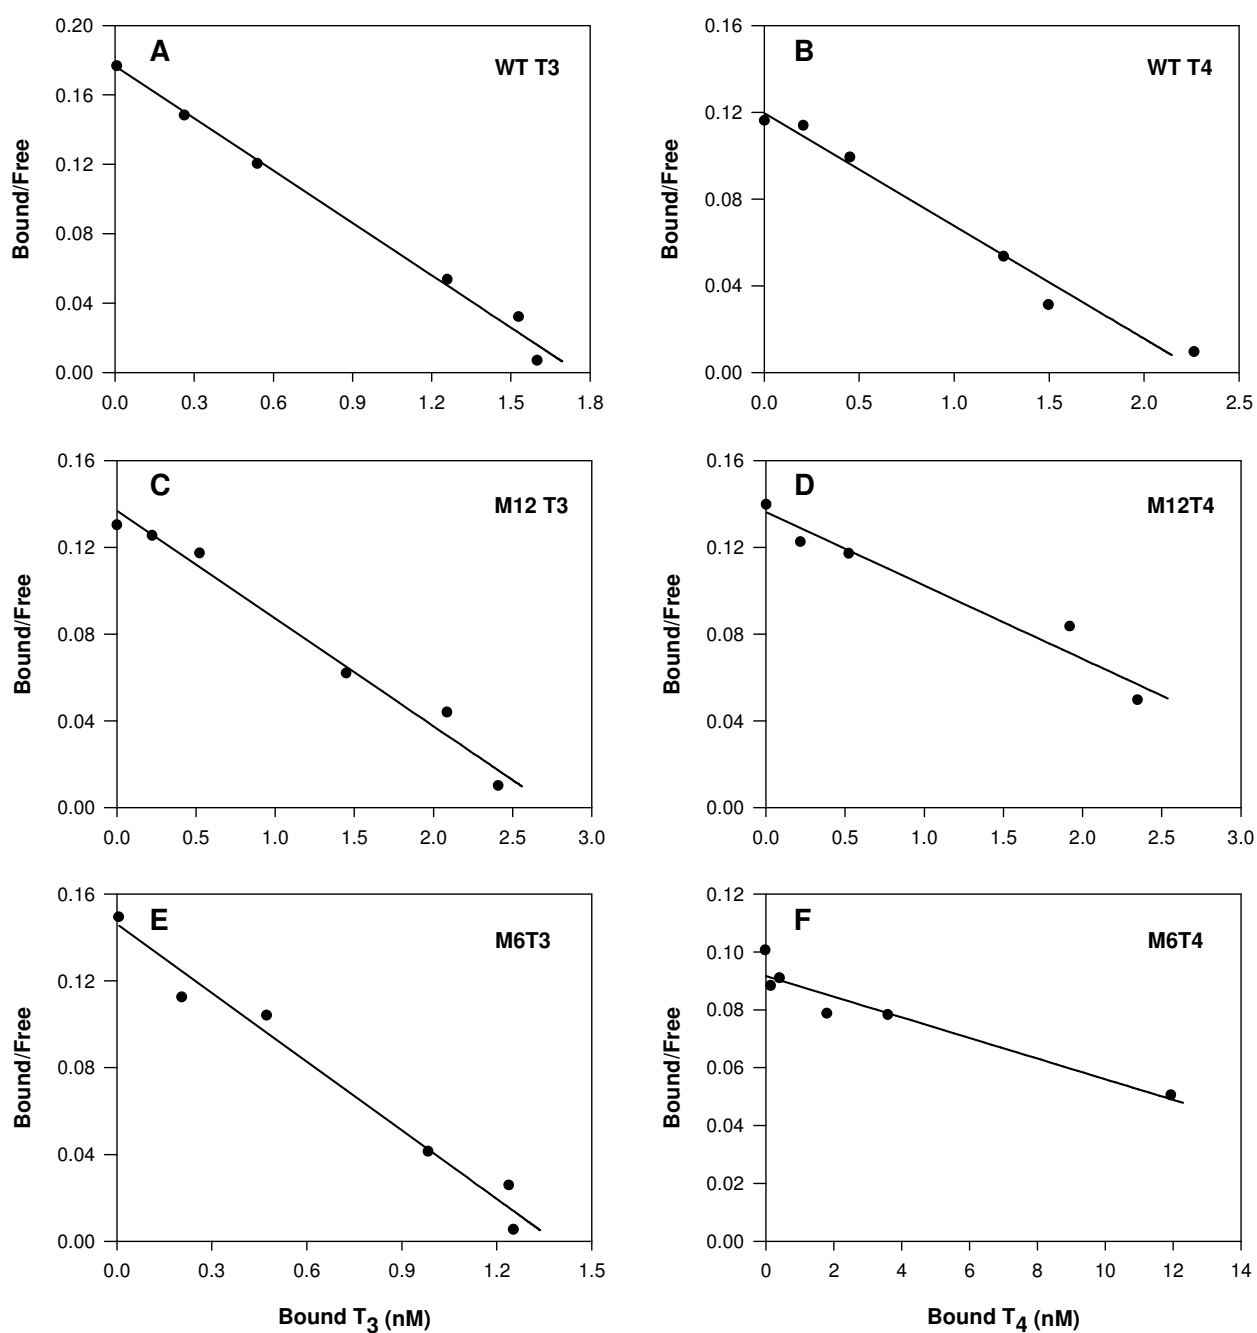 A
WT T3
Bound/Free
0.20
0.16
0.12
0.08
0.04
0.00
0.0 0.3 0.6 0.9 1.2 1.5 1.8
B
WT T4
Bound/Free
0.16
0.12
0.08
0.04
0.00
0.0 0.5 1.0 1.5 2.0 2.5
C
M12 T3
Bound/Free
0.16
0.12
0.08
0.04
0.00
0.0 0.5 1.0 1.5 2.0 2.5 3.0
D
M12T4
Bound/Free
0.16
0.12
0.08
0.04
0.00
0.0 0.5 1.0 1.5 2.0 2.5 3.0
E
M6T3
Bound/Free
0.16
0.12
0.08
0.04
0.00
0.0 0.3 0.6 0.9 1.2 1.5
Bound T3 (nM)
F
M6T4
Bound/Free
0.12
0.10
0.08
0.06
0.04
0.02
0.00
0 2 4 6 8 10 12 14
Bound T4 (nM)